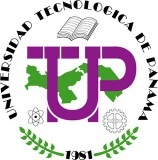 UNIVERSIDAD TECNOLOGICA DE PANAMA
UTP
1981